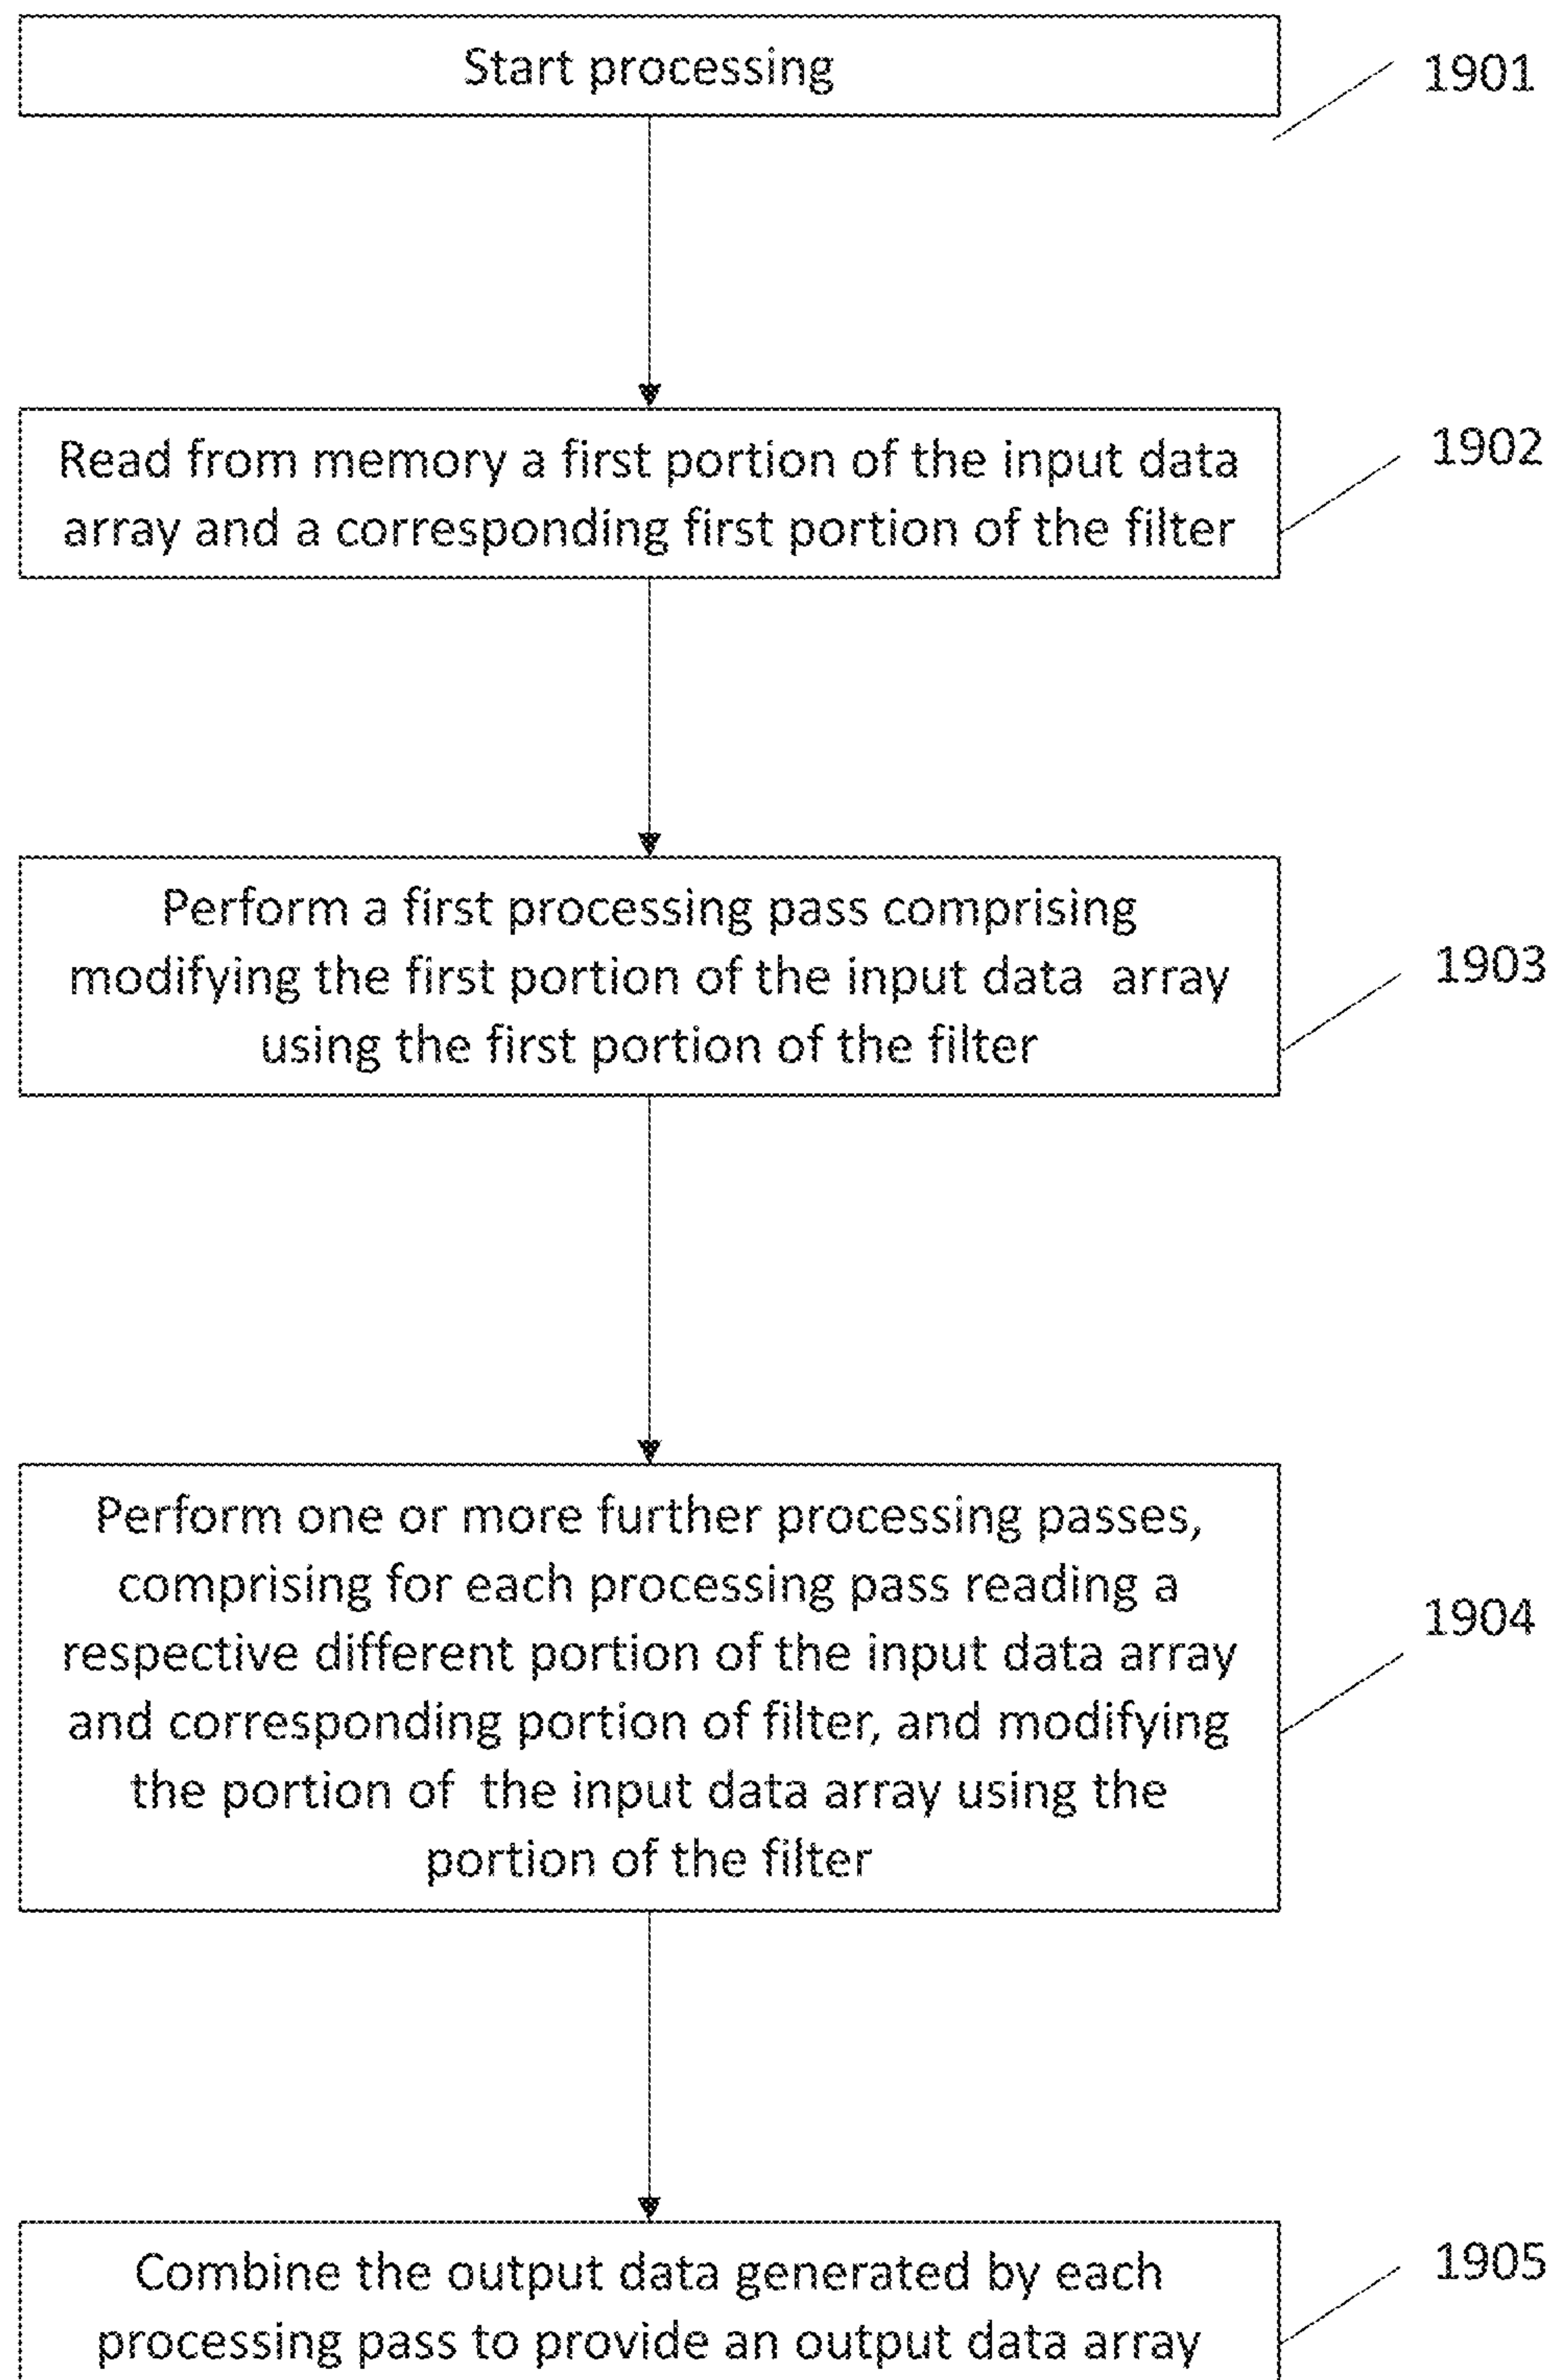 Start processing
1901
Read from memory a first portion of the input data
array and a corresponding first portion of the filter
1902
Perform a first processing pass comprising
modifying the first portion of the input data  array
using the first portion of the filter
1903
Perform one or more further processing passes,
comprising for each processing pass reading a
respective different portion of the input data array
and corresponding portion of filter, and modifying
the portion of  the input data array using the
portion of the filter
1904
Combine the output data generated by each
processing pass to provide an output data array
1905